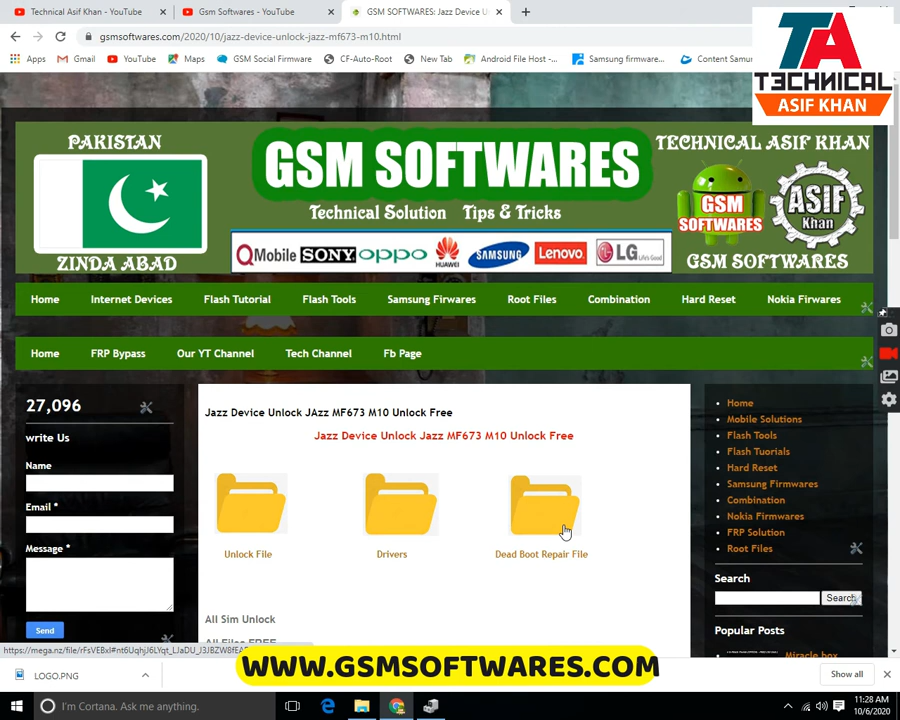 Technical Asif Khan - YouTube
Gsm Softwares - YouTube
GSM SOFTWARES: Jazz Device U
gsmsoftwares.com/2020/10/jazz-device-unlock-jazz-mf673-m10.html
Apps
Gmail
YouTube
Maps
GSM Social Firmware
CF-Auto-Root
New Tab
Android File Host -...
Samsung firmware...
Content Samu
TA
TECHNICAL
ASIF KHAN
PAKISTAN
ZINDA ABAD
GSM SOFTWARES
Technical Solution Tips & Tricks
QMobile SONY oppo HUAWEI SAMSUNG Lenovo LG Life's Good
TECHNICAL ASIF KHAN
GSM
SOFTWARES
ASIF
Khan
GSM SOFTWARES
Home Internet Devices Flash Tutorial Flash Tools Samsung Firwares Root Files Combination Hard Reset Nokia Firwares
Home FRP Bypass Our YT Channel Tech Channel Fb Page
27,096
write Us
Name
Email *
Message *
Send
Jazz Device Unlock JAzz MF673 M10 Unlock Free
Jazz Device Unlock Jazz MF673 M10 Unlock Free
Unlock File
Drivers
Dead Boot Repair File
All Sim Unlock
All Files FREE
Home
Mobile Solutions
Flash Tools
Flash Tuorials
Hard Reset
Samsung Firmwares
Combination
Nokia Firmwares
FRP Solution
Root Files
Search
Search
Popular Posts
Miracle box
WWW.GSMSOFTWARES.COM
LOGO.PNG
Show all
I'm Cortana. Ask me anything.
11:28 AM
10/6/2020